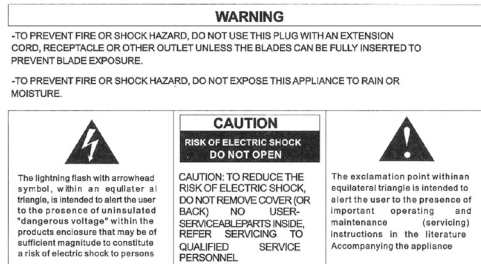 WARNING
-TO PREVENT FIRE OR SHOCK HAZARD, DO NOT USE THIS PLUG WITH AN EXTENSION
CORD, RECEPTACLE OR OTHER OUTLET UNLESS THE BLADES CAN BE FULLY INSERTED TO
PREVENT BLADE EXPOSURE.
-TO PREVENT FIRE OR SHOCK HAZARD, DO NOT EXPOSE THIS APPLIANCE TO RAIN OR
MOISTURE.
The lightning flash with arrowhead
symbol, within an equilater al
triangle, is intended to alert the user
to the presence of uninsulated
"dangerous voltage" within the
products enclosure that may be of
sufficient magnitude to constitute
a risk of electric shock to persons
CAUTION
RISK OF ELECTRIC SHOCK
DO NOT OPEN
CAUTION: TO REDUCE THE
RISK OF ELECTRIC SHOCK,
DO NOT REMOVE COVER (OR
BACK) NO USER-
SERVICEABLEPARTS INSIDE,
REFER SERVICING TO
QUALIFIED SERVICE
PERSONNEL
!
The exclamation point withinan
equilateral triangle is intended to
alert the user to the presence of
important operating and
maintenance (servicing)
instructions in the literature
Accompanying the appliance